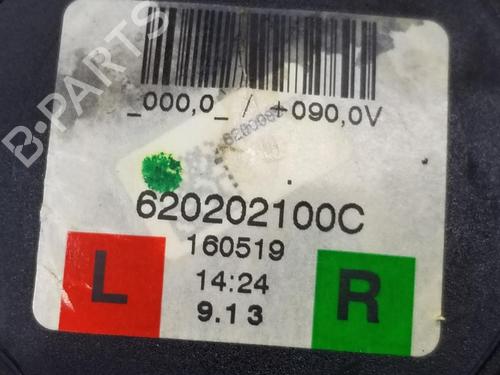 B-PARTS
_000,0_ / +090,0V
620202100C
160519
14:24
9.13
L
R